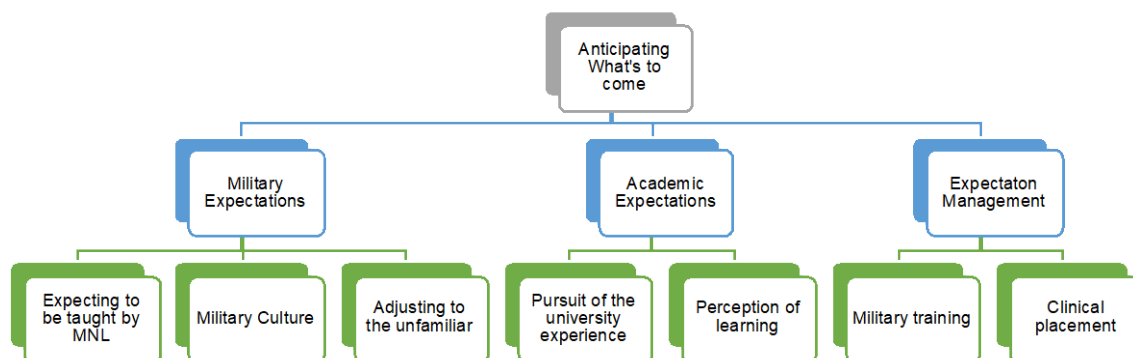 Anticipating
What's to
come
Military
Expectations
Academic
Expectations
Expectaton
Management
Expecting to
be taught by
MNL
Military Culture
Adjusting to
the unfamiliar
Pursuit of the
university
experience
Perception of
learning
Military training
Clinical
placement